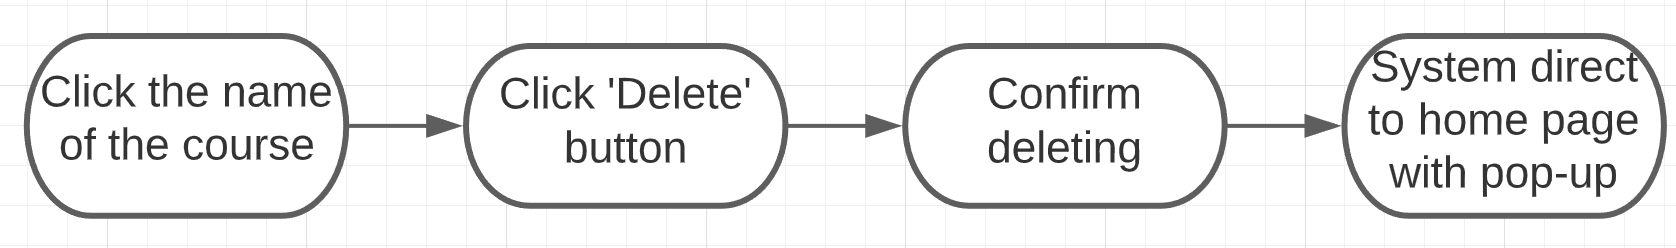 Click the name
of the course
Click 'Delete'
button
Confirm
deleting
System direct
to home page
with pop-up